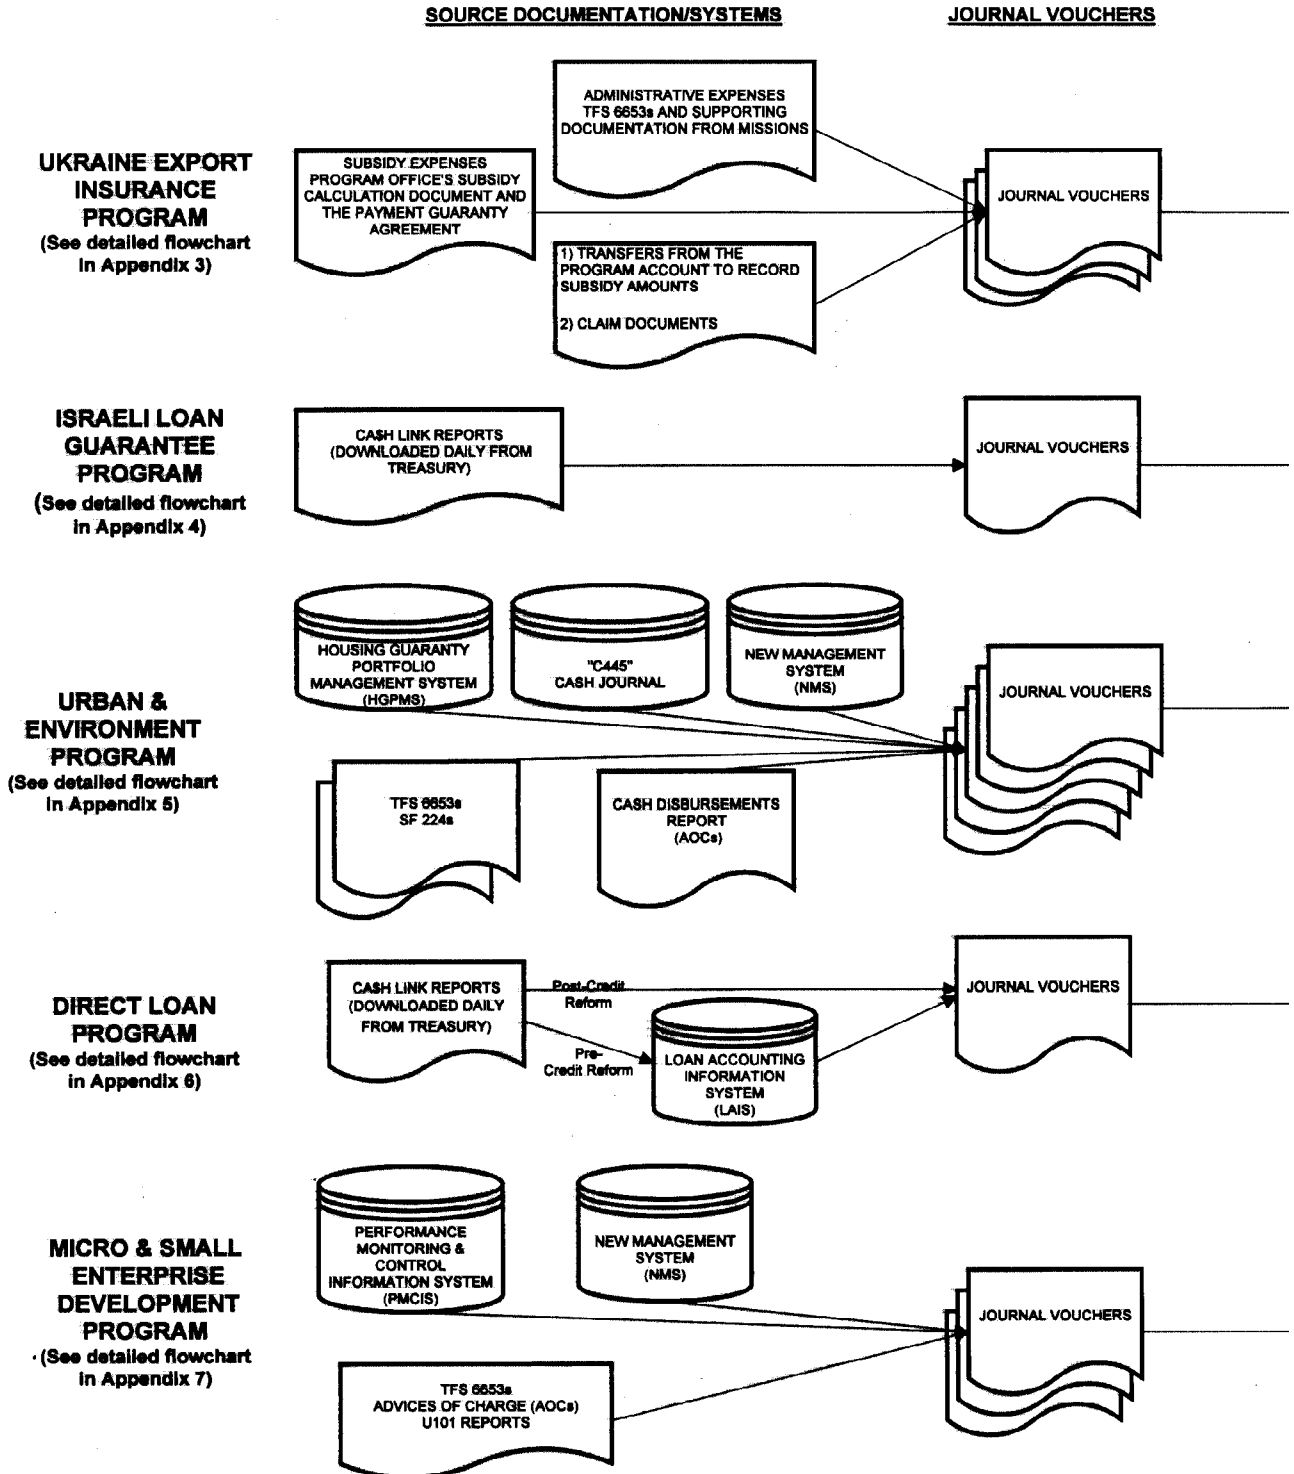 SOURCE DOCUMENTATION/SYSTEMS
JOURNAL VOUCHERS
UKRAINE EXPORT
INSURANCE
PROGRAM
(See detailed flowchart
in Appendix 3)
SUBSIDY EXPENSES
PROGRAM OFFICE'S SUBSIDY
CALCULATION DOCUMENT AND
THE PAYMENT GUARANTY
AGREEMENT
ADMINISTRATIVE EXPENSES
TFS 6653s AND SUPPORTING
DOCUMENTATION FROM MISSIONS
1) TRANSFERS FROM THE
PROGRAM ACCOUNT TO RECORD
SUBSIDY AMOUNTS
2) CLAIM DOCUMENTS
JOURNAL VOUCHERS
ISRAELI LOAN
GUARANTEE
PROGRAM
(See detailed flowchart
in Appendix 4)
CA$H LINK REPORTS
(DOWNLOADED DAILY FROM
TREASURY)
JOURNAL VOUCHERS
URBAN &
ENVIRONMENT
PROGRAM
(See detailed flowchart
in Appendix 5)
HOUSING GUARANTY
PORTFOLIO
MANAGEMENT SYSTEM
(HGPMS)
"C445"
CASH JOURNAL
NEW MANAGEMENT
SYSTEM
(NMS)
TFS 6653s
SF 224s
CASH DISBURSEMENTS
REPORT
(AOCs)
JOURNAL VOUCHERS
DIRECT LOAN
PROGRAM
(See detailed flowchart
in Appendix 6)
CA$H LINK REPORTS
(DOWNLOADED DAILY
FROM TREASURY)
Post-Credit
Reform
Pre-
Credit Reform
LOAN ACCOUNTING
INFORMATION
SYSTEM
(LAIS)
JOURNAL VOUCHERS
MICRO & SMALL
ENTERPRISE
DEVELOPMENT
PROGRAM
(See detailed flowchart
in Appendix 7)
PERFORMANCE
MONITORING &
CONTROL
INFORMATION SYSTEM
(PMCIS)
NEW MANAGEMENT
SYSTEM
(NMS)
TFS 6653s
ADVICES OF CHARGE (AOCs)
U101 REPORTS
JOURNAL VOUCHERS